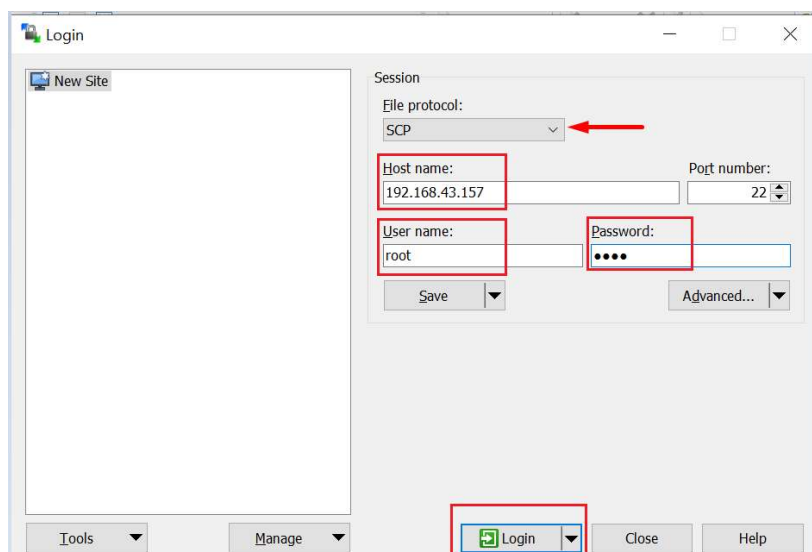 Login
New Site
Session
File protocol:
SCP
Host name:
Port number:
192.168.43.157
22
User name:
Password:
root
••••
Save
Advanced...
Tools
Manage
Login
Close
Help